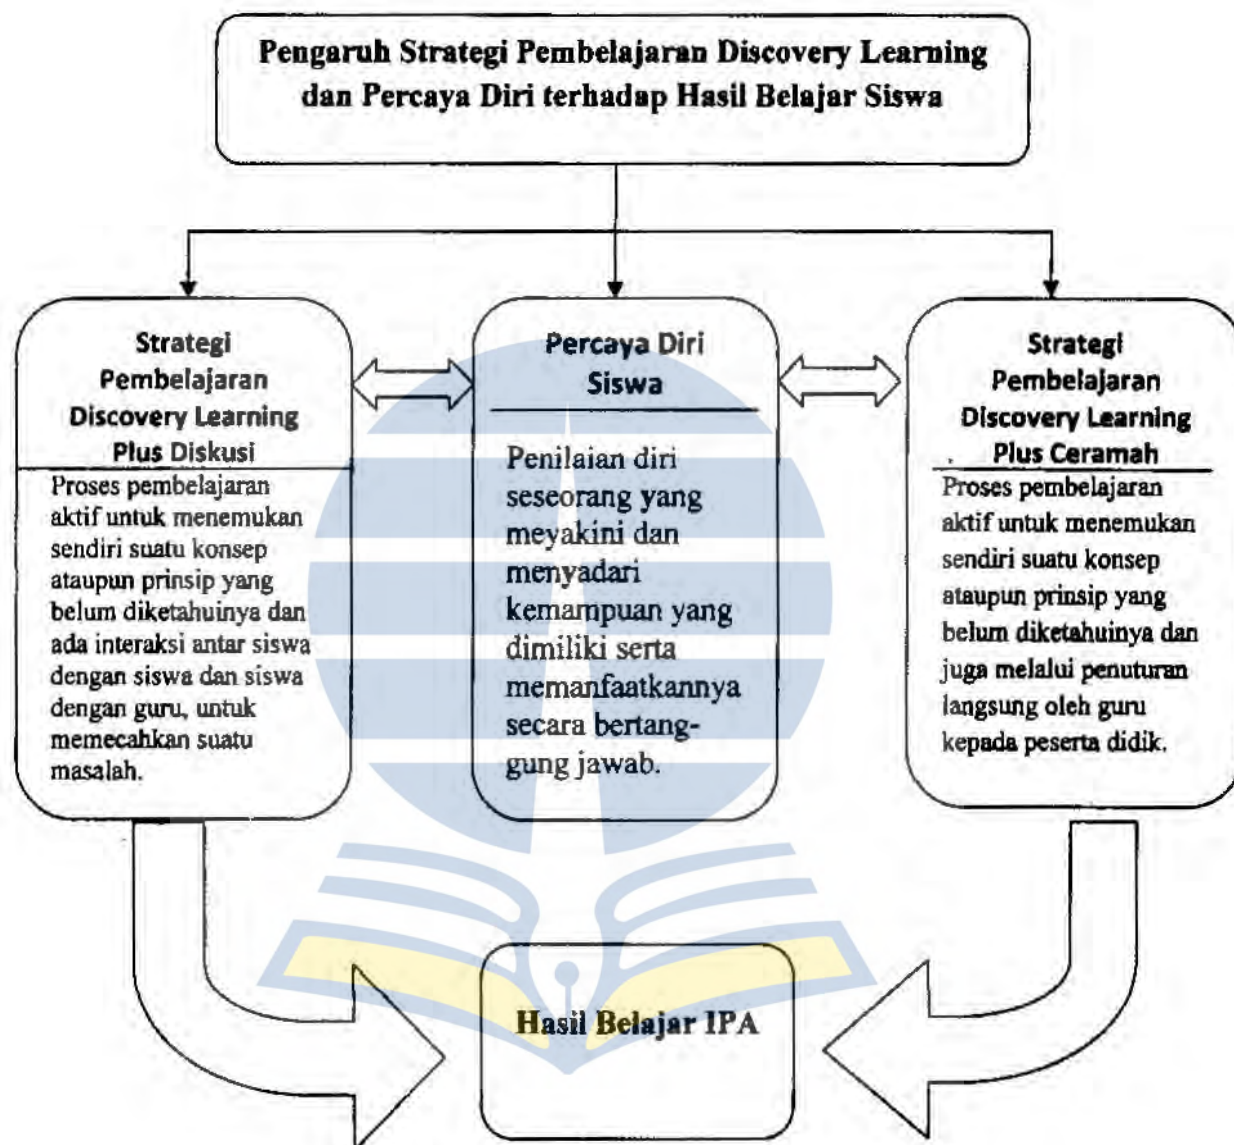 Pengaruh Strategi Pembelajaran Discovery Learning
dan Percaya Diri terhadap Hasil Belajar Siswa
Strategi
Pembelajaran
Discovery Learning
Plus Diskusi
Proses pembelajaran
aktif untuk menemukan
sendiri suatu konsep
ataupun prinsip yang
belum diketahuinya dan
ada interaksi antar siswa
dengan siswa dan siswa
dengan guru, untuk
memecahkan suatu
masalah.
Percaya Diri
Siswa
Penilaian diri
seseorang yang
meyakini dan
menyadari
kemampuan yang
dimiliki serta
memanfaatkannya
secara bertang-
gung jawab.
Strategi
Pembelajaran
Discovery Learning
Plus Ceramah
Proses pembelajaran
aktif untuk menemukan
sendiri suatu konsep
ataupun prinsip yang
belum diketahuinya dan
juga melalui penuturan
langsung oleh guru
kepada peserta didik.
Hasil Belajar IPA